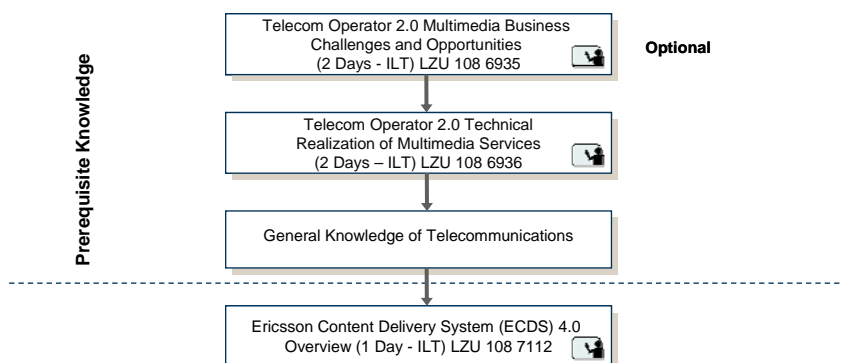 Telecom Operator 2.0 Multimedia Business
Challenges and Opportunities
(2 Days - ILT) LZU 108 6935
Optional
Prerequisite Knowledge
Telecom Operator 2.0 Technical
Realization of Multimedia Services
(2 Days – ILT) LZU 108 6936
General Knowledge of Telecommunications
Ericsson Content Delivery System (ECDS) 4.0
Overview (1 Day - ILT) LZU 108 7112